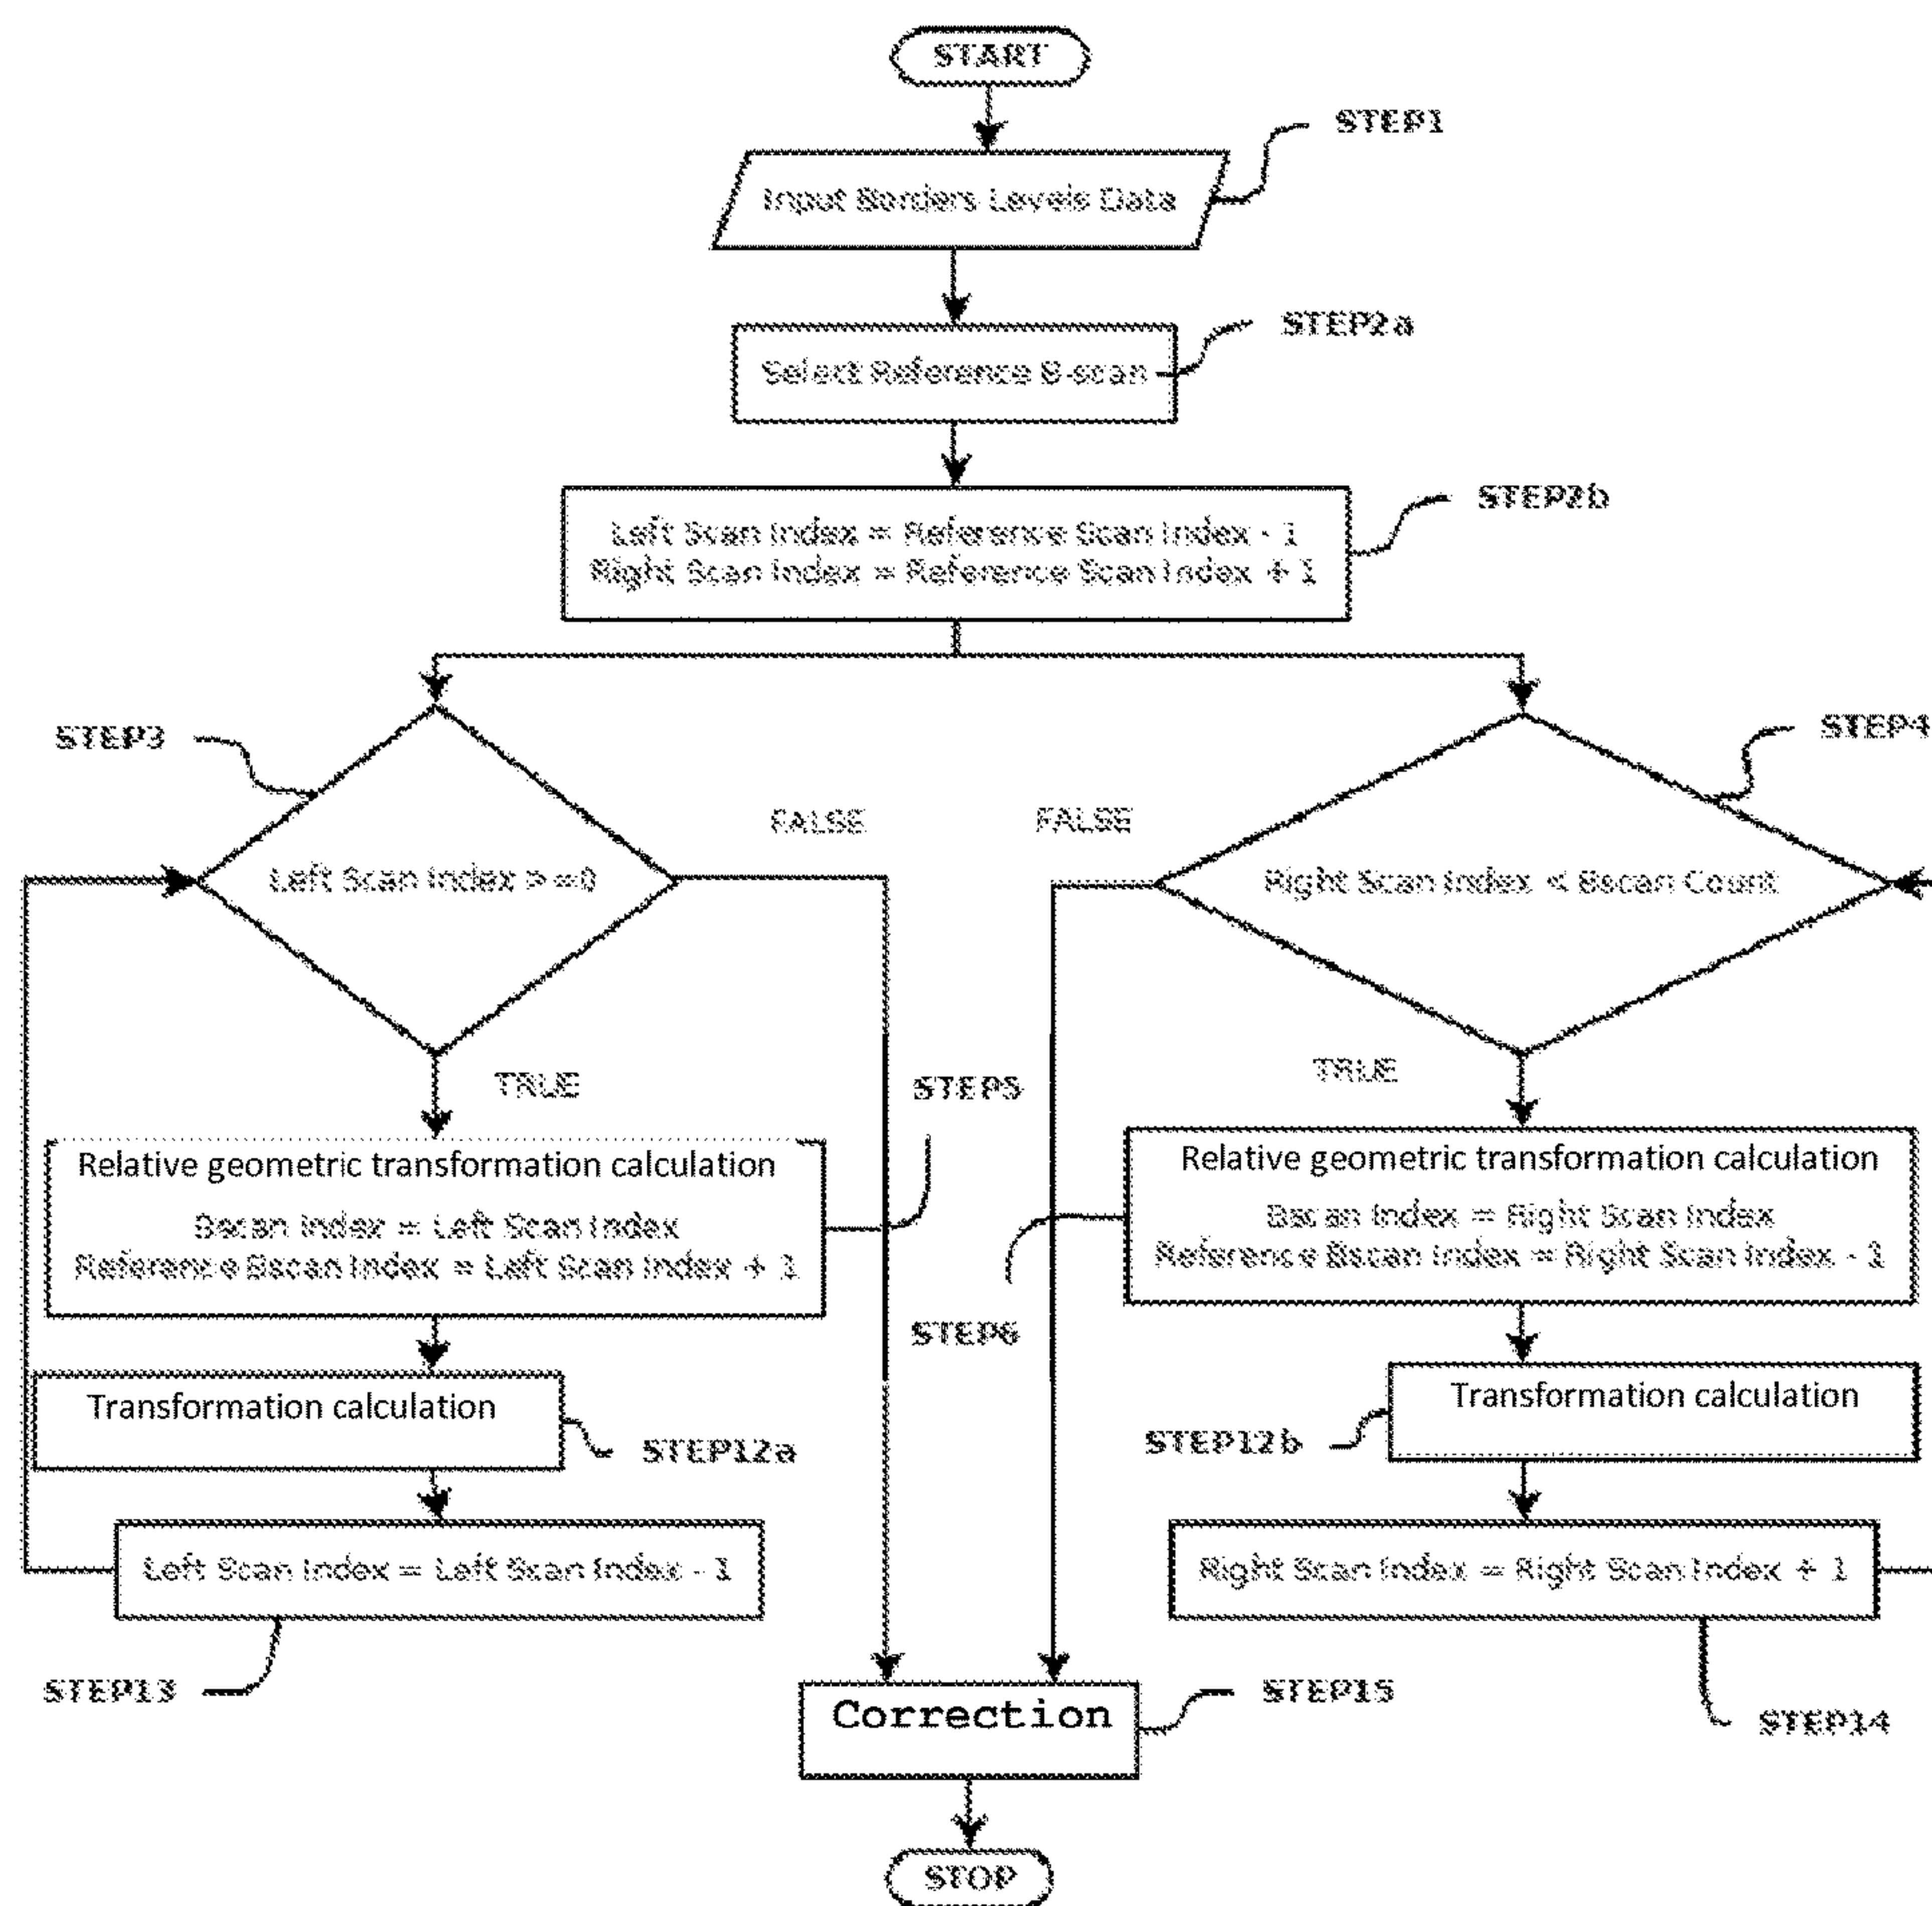 START
STEP1
Input Borders Levels Data
STEP2a
Select Reference B-scan
STEP2b
Left Scan Index = Reference Scan Index - 1
Right Scan Index = Reference Scan Index + 1
STEP3
STEP4
FALSE
FALSE
Left Scan Index >=0
Right Scan Index < Bscan Count
TRUE
TRUE
STEP5
Relative geometric transformation calculation
Bscan Index = Left Scan Index
Reference Bscan Index = Left Scan Index + 1
Relative geometric transformation calculation
Bscan Index = Right Scan Index
Reference Bscan Index = Right Scan Index - 1
STEP6
Transformation calculation
STEP12a
Transformation calculation
STEP12b
Left Scan Index = Left Scan Index - 1
Right Scan Index = Right Scan Index + 1
STEP13
Correction
STEP15
STEP14
STOP